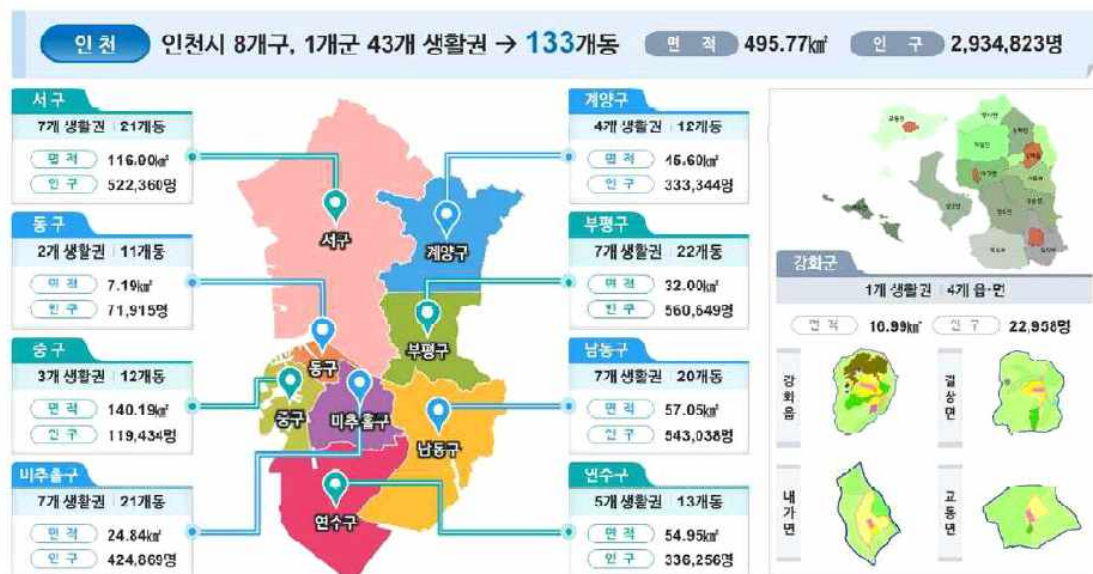 인천 인천시 8개구, 1개군 43개 생활권 → 133개동 면 적 495.77㎢ 인 구 2,934,823명
서구
7개 생활권 21개동
면 적 116.00㎢
인 구 522,360명
동구
2개 생활권 11개동
면 적 7.19㎢
인 구 71,915명
중구
3개 생활권 12개동
면 적 140.19㎢
인 구 119,434명
미추홀구
7개 생활권 21개동
면 적 24.84㎢
인 구 424,869명
서구
계양구
동구
부평구
중구
미추홀구
남동구
연수구
계양구
4개 생활권 12개동
면 적 45.60㎢
인 구 333,344명
부평구
7개 생활권 22개동
면 적 32.00㎢
인 구 560,649명
남동구
7개 생활권 20개동
면 적 57.05㎢
인 구 543,038명
연수구
5개 생활권 13개동
면 적 54.95㎢
인 구 336,256명
강화군
1개 생활권 4개 읍·면
면 적 10.99㎢ 인 구 22,958명
강화읍
길상면
내가면
교동면